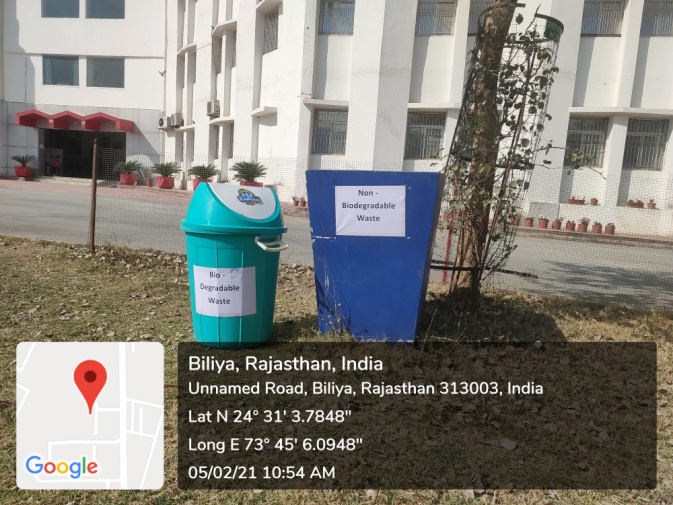 Bio -
Degradable
Waste
Non -
Biodegradable
Waste
Biliya, Rajasthan, India
Unnamed Road, Biliya, Rajasthan 313003, India
Lat N 24° 31' 3.7848"
Long E 73° 45' 6.0948"
05/02/21 10:54 AM
Google